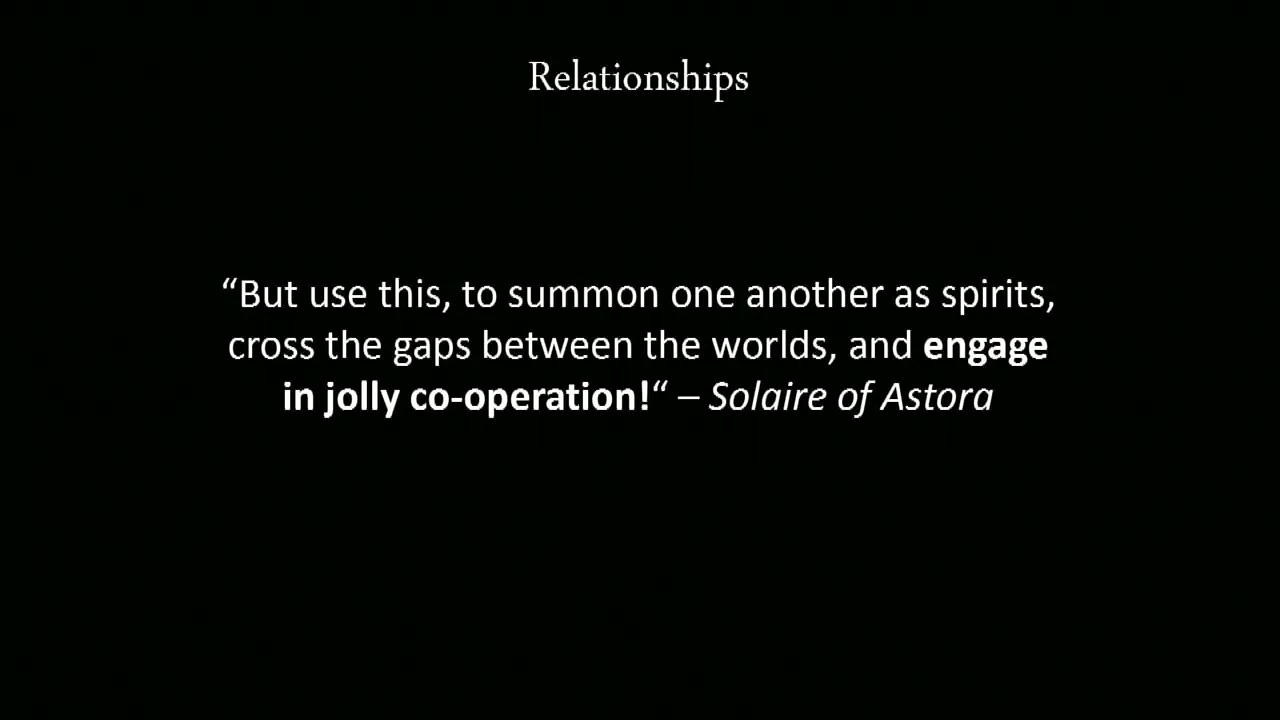 Relationships
“But use this, to summon one another as spirits,
cross the gaps between the worlds, and engage
in jolly co-operation!“ – Solaire of Astora